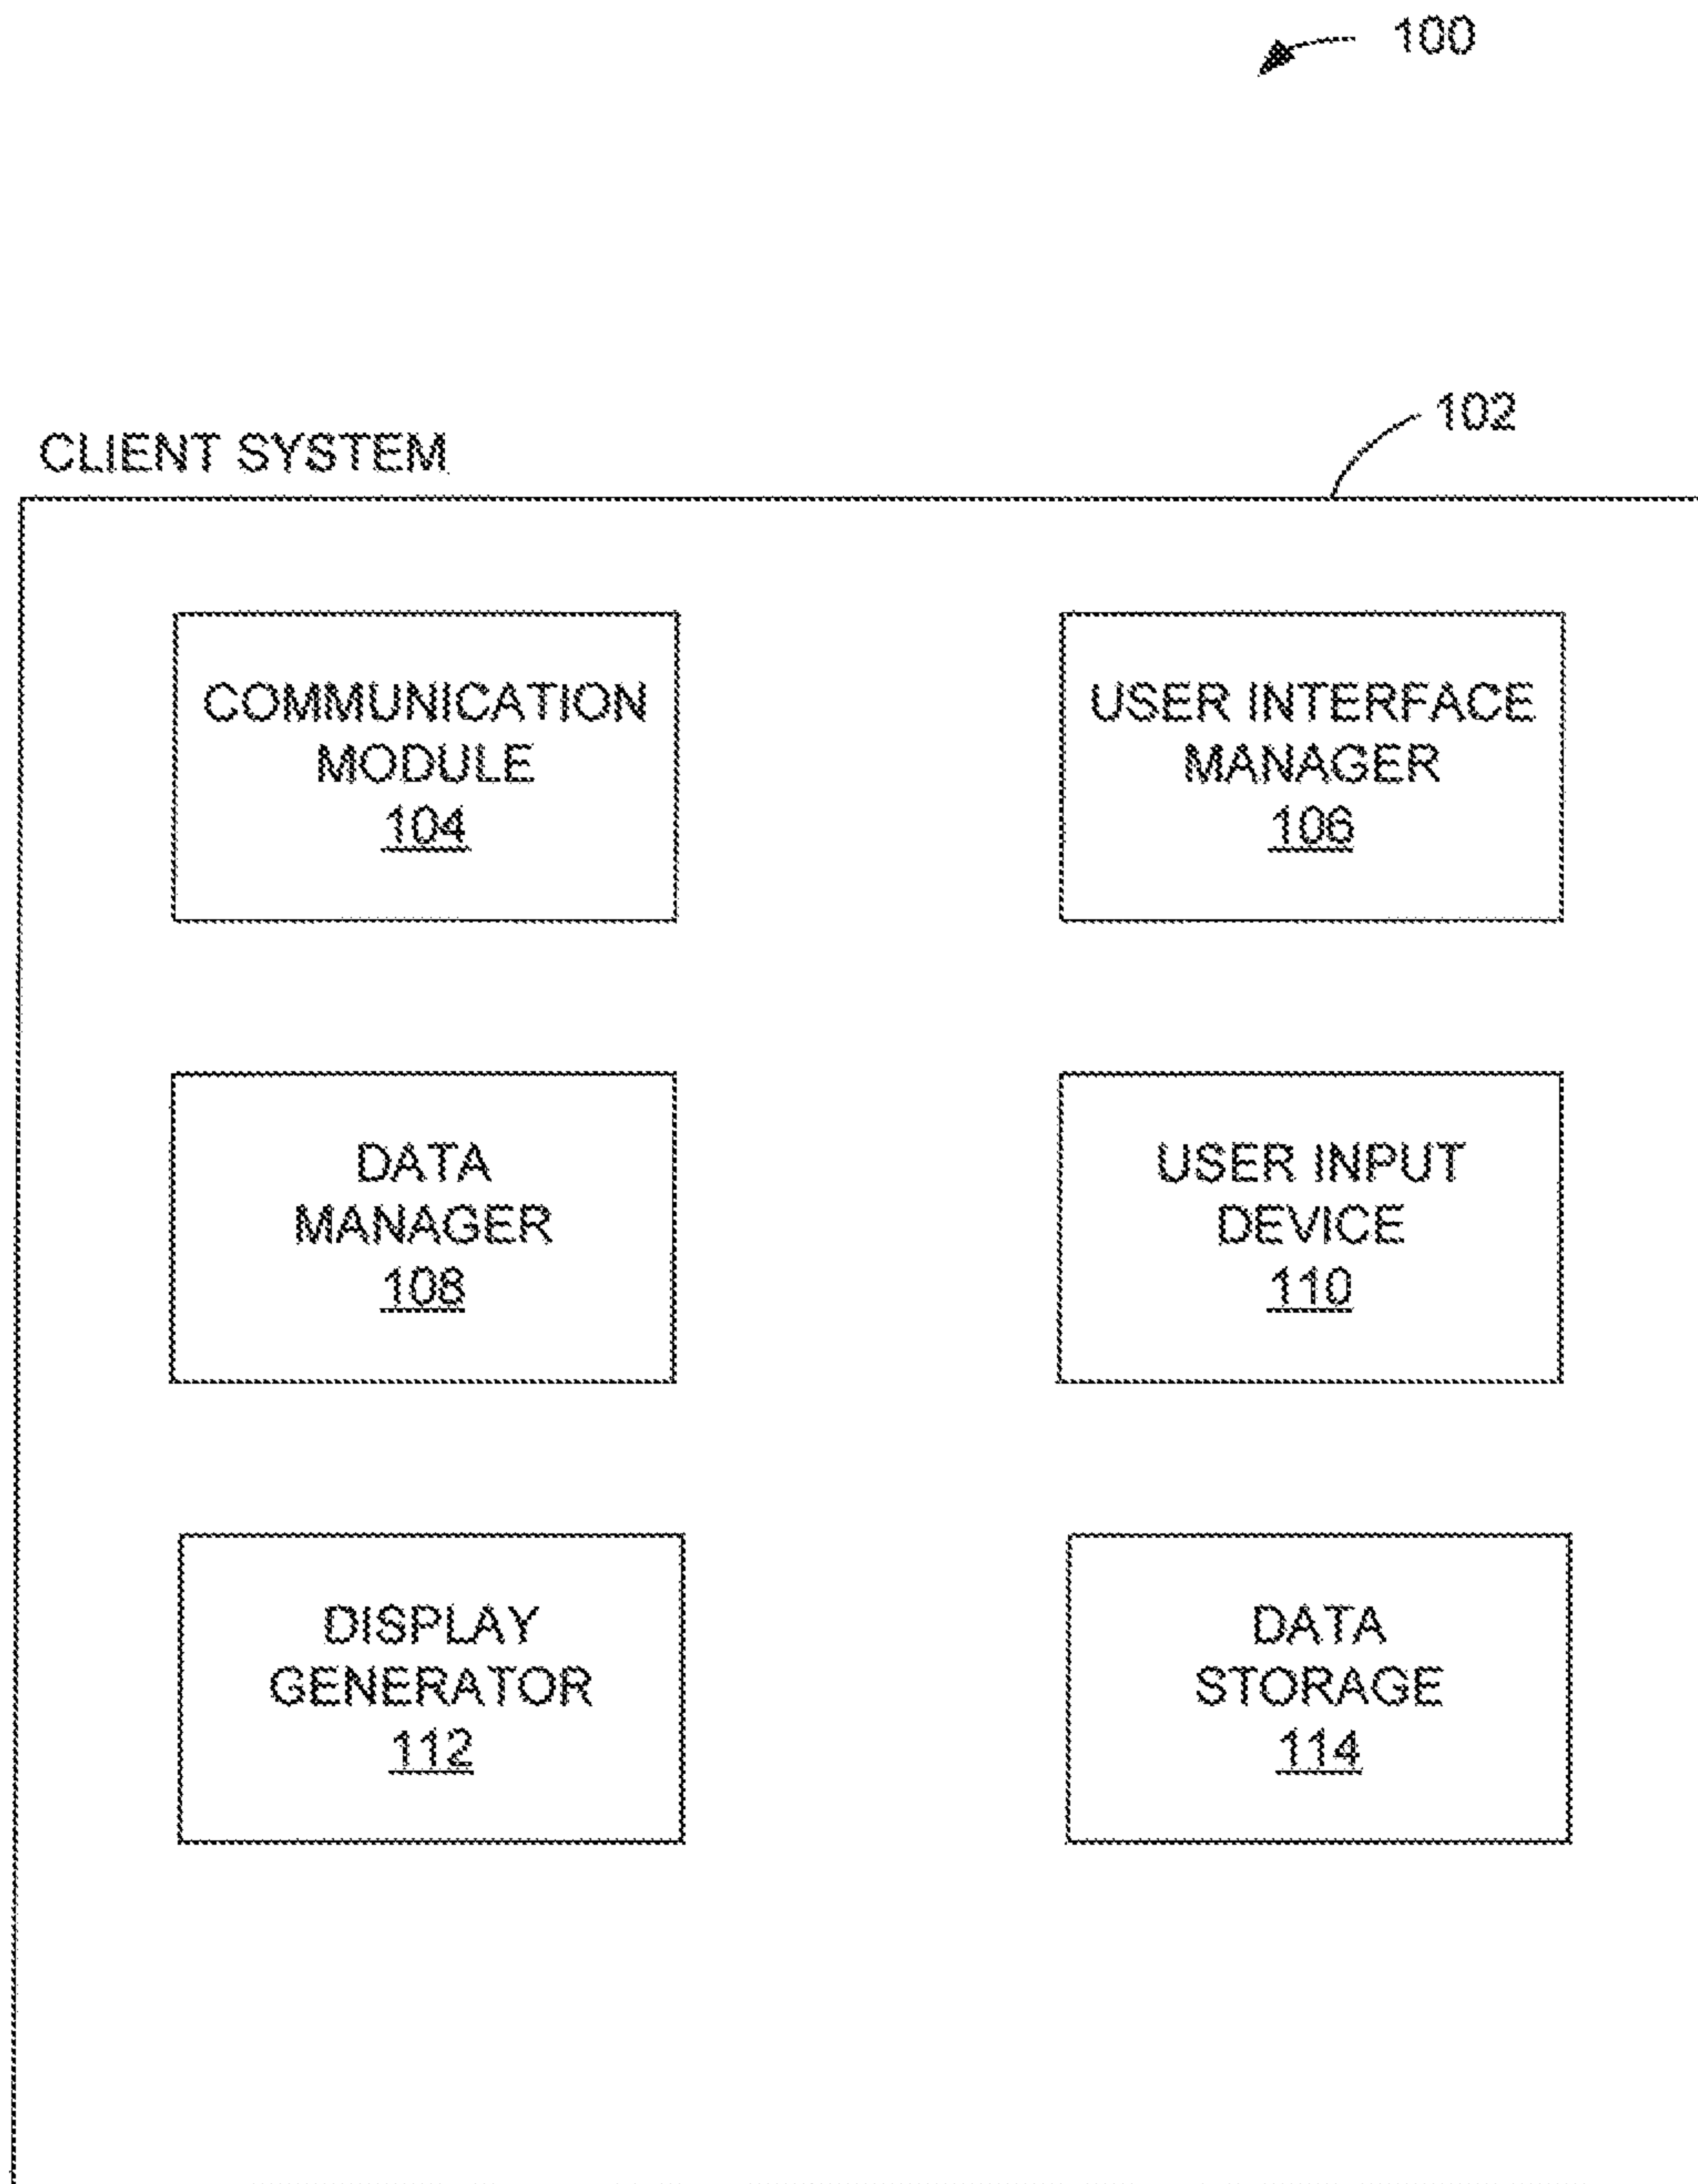 100
102
CLIENT SYSTEM
COMMUNICATION
MODULE
104
USER INTERFACE
MANAGER
106
DATA
MANAGER
108
USER INPUT
DEVICE
110
DISPLAY
GENERATOR
112
DATA
STORAGE
114